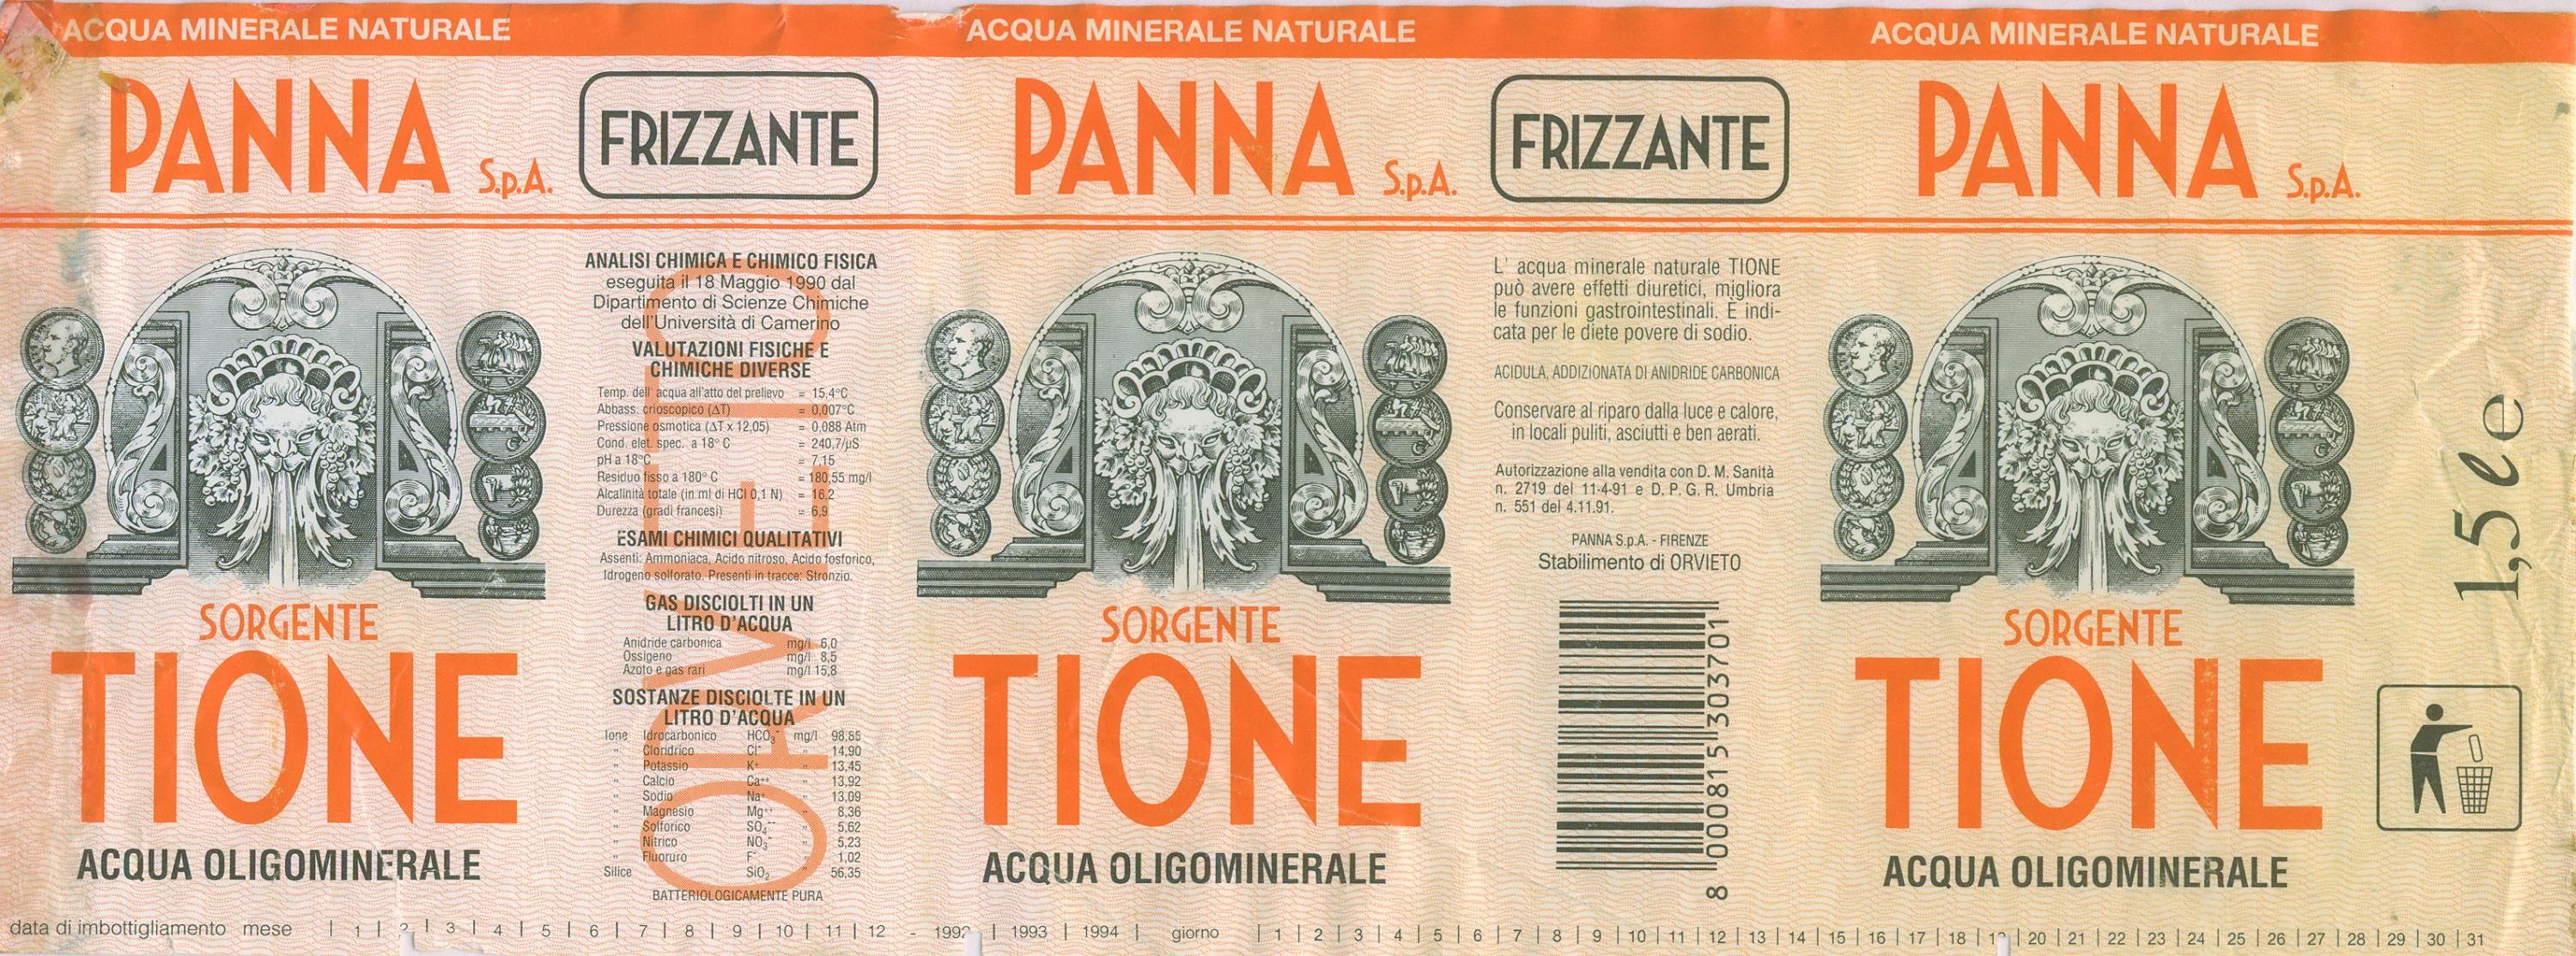 ACQUA MINERALE NATURALE
PANNA S.p.A.
SORGENTE
TIONE
ACQUA OLIGOMINERALE
FRIZZANTE
ANALISI CHIMICA E CHIMICO FISICA
eseguita il 18 Maggio 1990 dal
Dipartimento di Scienze Chimiche
dell'Università di Camerino
VALUTAZIONI FISICHE E
CHIMICHE DIVERSE
Temp. dell' acqua all'atto del prelievo = 15,4°C
Abbass. crioscopico (ΔT) = 0,007°C
Pressione osmotica (ΔT x 12,05) = 0,088 Atm
Cond. elet. spec. a 18° C = 240,7/µS
pH a 18°C = 7,15
Residuo fisso a 180° C = 180,55 mg/l
Alcalinità totale (in ml di HCl 0,1 N) = 16,2
Durezza (gradi francesi) = 6,9
ESAMI CHIMICI QUALITATIVI
Assenti: Ammoniaca, Acido nitroso, Acido fosforico,
Idrogeno solforato. Presenti in tracce: Stronzio.
GAS DISCIOLTI IN UN
LITRO D'ACQUA
Anidride carbonica mg/l 6,0
Ossigeno mg/l 8,5
Azoto e gas rari mg/l 15,8
SOSTANZE DISCIOLTE IN UN
LITRO D'ACQUA
Ione Idrocarbonico HCO₃⁻ mg/l 98,85
" Cloridrico Cl⁻ " 14,90
" Potassio K⁺ " 13,45
" Calcio Ca⁺⁺ " 13,92
" Sodio Na⁺ " 13,09
" Magnesio Mg⁺⁺ " 8,36
" Solforico SO₄⁻⁻ " 5,62
" Nitrico NO₃⁻ " 5,23
" Fluoruro F⁻ " 1,02
Silice SiO₂ " 56,35
BATTERIOLOGICAMENTE PURA
ORVIETO
ACQUA MINERALE NATURALE
PANNA S.p.A.
SORGENTE
TIONE
ACQUA OLIGOMINERALE
FRIZZANTE
L' acqua minerale naturale TIONE
può avere effetti diuretici, migliora
le funzioni gastrointestinali. È indi-
cata per le diete povere di sodio.
ACIDULA, ADDIZIONATA DI ANIDRIDE CARBONICA
Conservare al riparo dalla luce e calore,
in locali puliti, asciutti e ben aerati.
Autorizzazione alla vendita con D. M. Sanità
n. 2719 del 11-4-91 e D. P. G. R. Umbria
n. 551 del 4.11.91.
PANNA S.p.A. - FIRENZE
Stabilimento di ORVIETO
8 000815 303701
ACQUA MINERALE NATURALE
PANNA S.p.A.
SORGENTE
TIONE
ACQUA OLIGOMINERALE
1,5 ℓ e
data di imbottigliamento mese | 1 | 2 | 3 | 4 | 5 | 6 | 7 | 8 | 9 | 10 | 11 | 12 - 1992 | 1993 | 1994 | giorno | 1 | 2 | 3 | 4 | 5 | 6 | 7 | 8 | 9 | 10 | 11 | 12 | 13 | 14 | 15 | 16 | 17 | 18 | 19 | 20 | 21 | 22 | 23 | 24 | 25 | 26 | 27 | 28 | 29 | 30 | 31